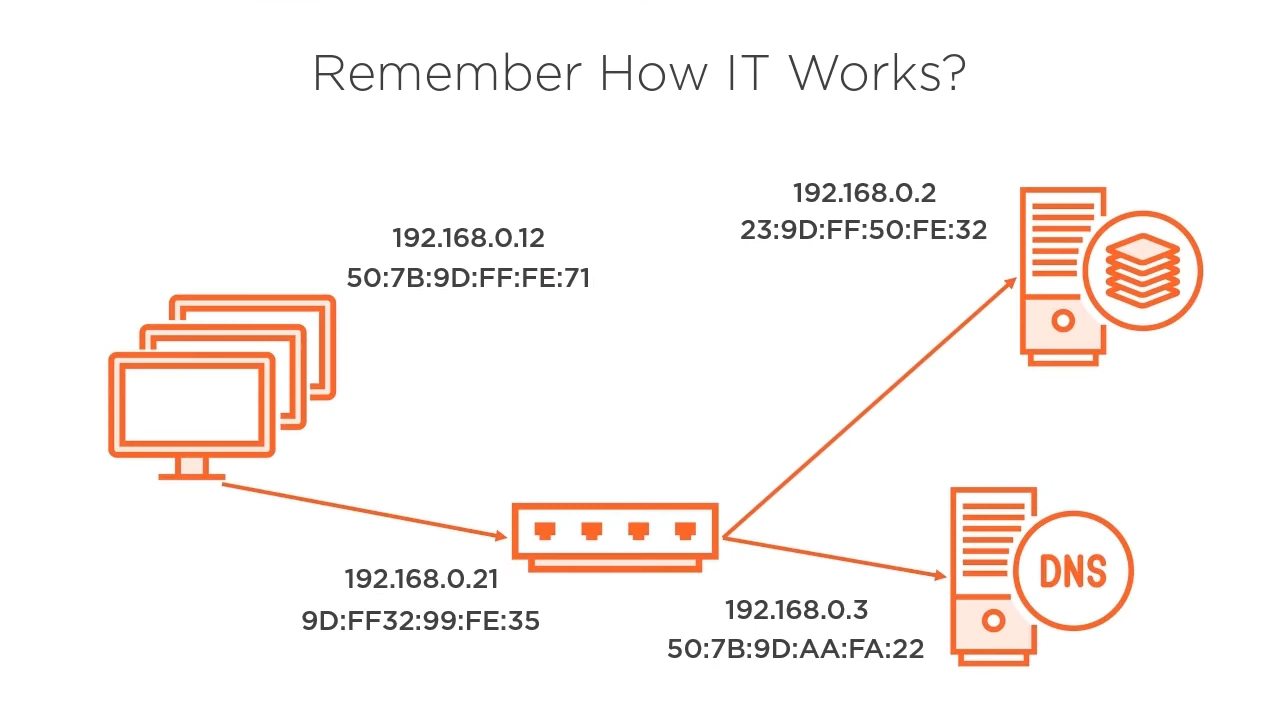 Remember How IT Works?
192.168.0.2
23:9D:FF:50:FE:32
192.168.0.12
50:7B:9D:FF:FE:71
192.168.0.21
9D:FF32:99:FE:35
DNS
192.168.0.3
50:7B:9D:AA:FA:22